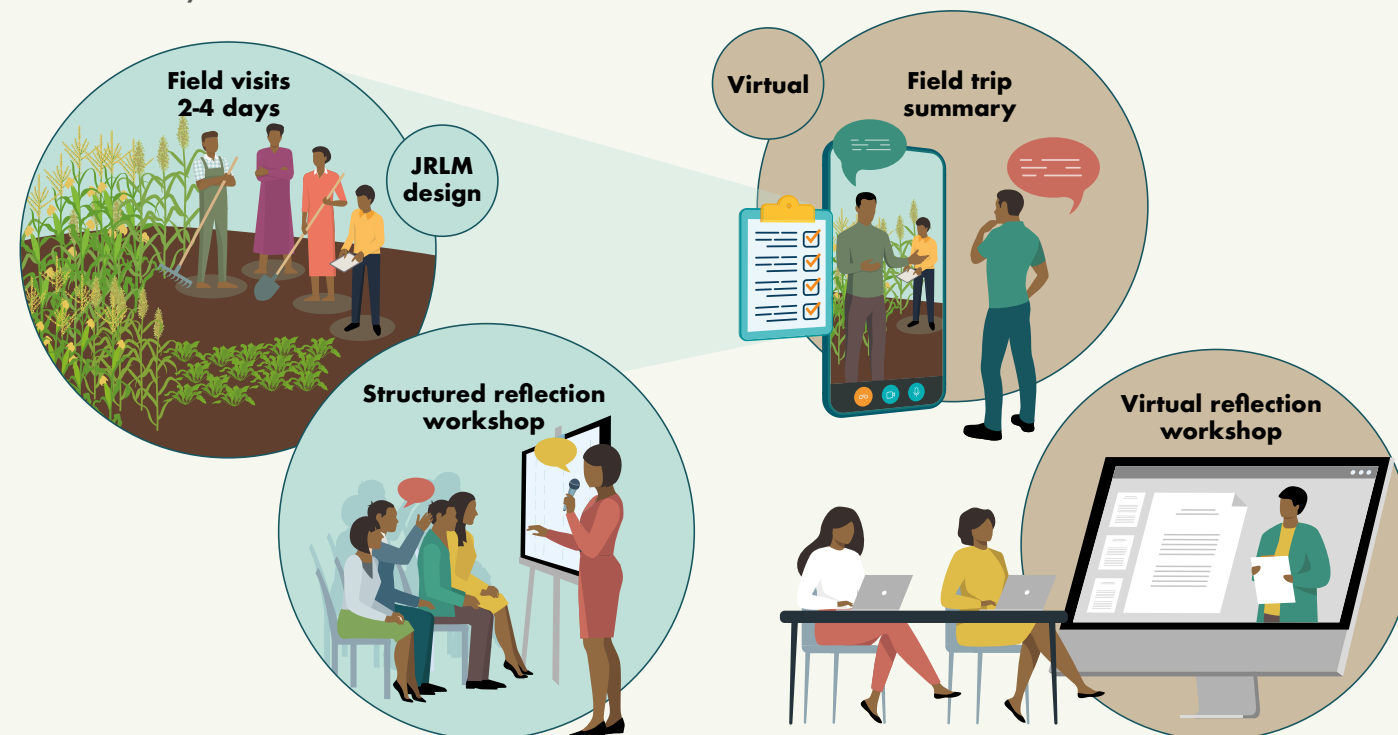 Field visits
2-4 days
JRLM
design
Structured reflection
workshop
Virtual
Field trip
summary
Virtual reflection
workshop